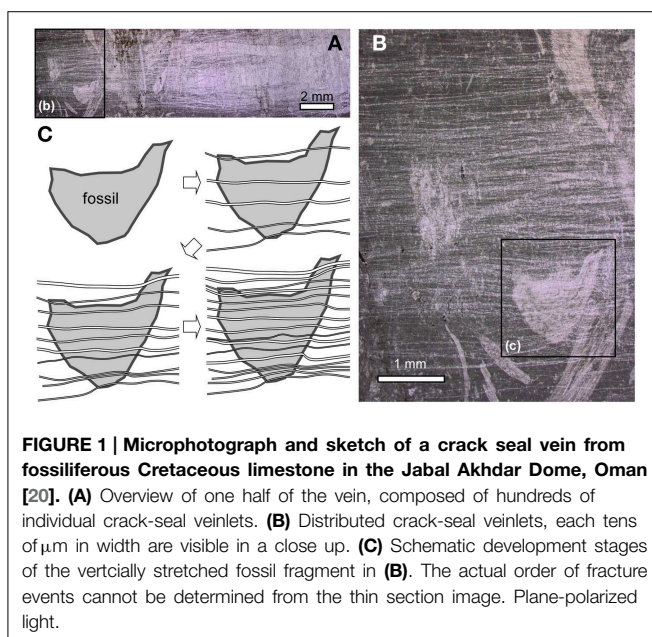 A
B
(b)
2 mm
C
fossil
(c)
1 mm
FIGURE 1 | Microphotograph and sketch of a crack seal vein from
fossiliferous Cretaceous limestone in the Jabal Akhdar Dome, Oman
[20]. (A) Overview of one half of the vein, composed of hundreds of
individual crack-seal veinlets. (B) Distributed crack-seal veinlets, each tens
of μm in width are visible in a close up. (C) Schematic development stages
of the vertcially stretched fossil fragment in (B). The actual order of fracture
events cannot be determined from the thin section image. Plane-polarized
light.